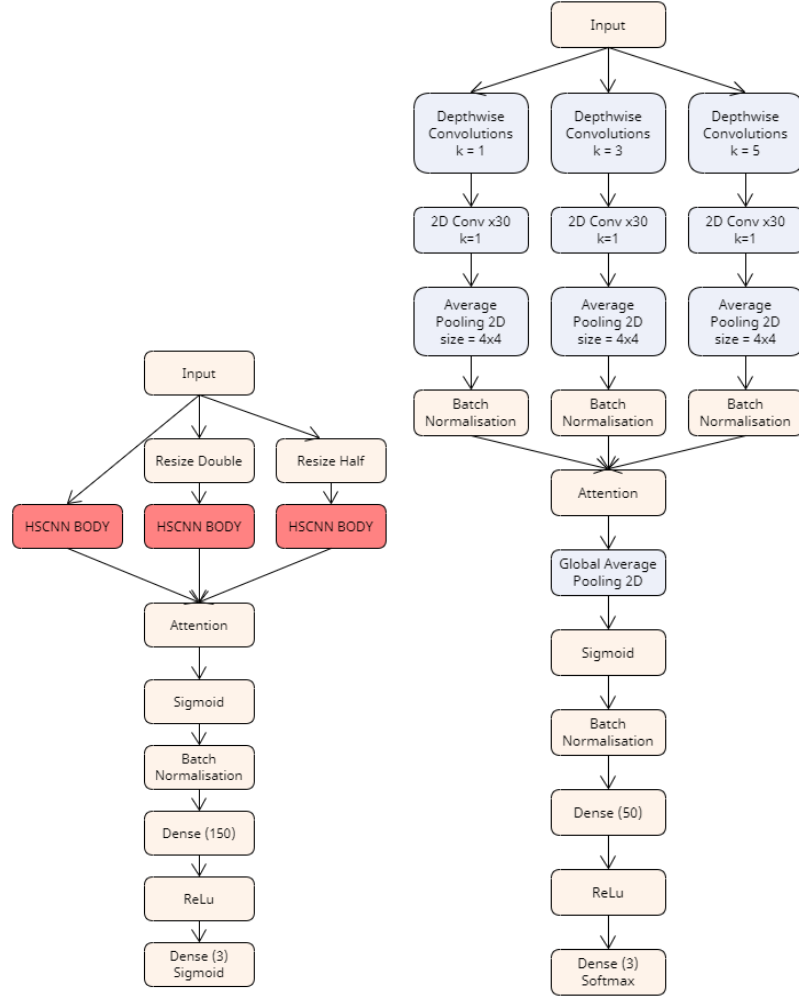 Input
Resize Double
Resize Half
HSCNN BODY
HSCNN BODY
HSCNN BODY
Attention
Sigmoid
Batch
Normalisation
Dense (150)
ReLu
Dense (3)
Sigmoid
Input
Depthwise
Convolutions
k = 1
Depthwise
Convolutions
k = 3
Depthwise
Convolutions
k = 5
2D Conv x30
k=1
2D Conv x30
k=1
2D Conv x30
k=1
Average
Pooling 2D
size = 4x4
Average
Pooling 2D
size = 4x4
Average
Pooling 2D
size = 4x4
Batch
Normalisation
Batch
Normalisation
Batch
Normalisation
Attention
Global Average
Pooling 2D
Sigmoid
Batch
Normalisation
Dense (50)
ReLu
Dense (3)
Softmax